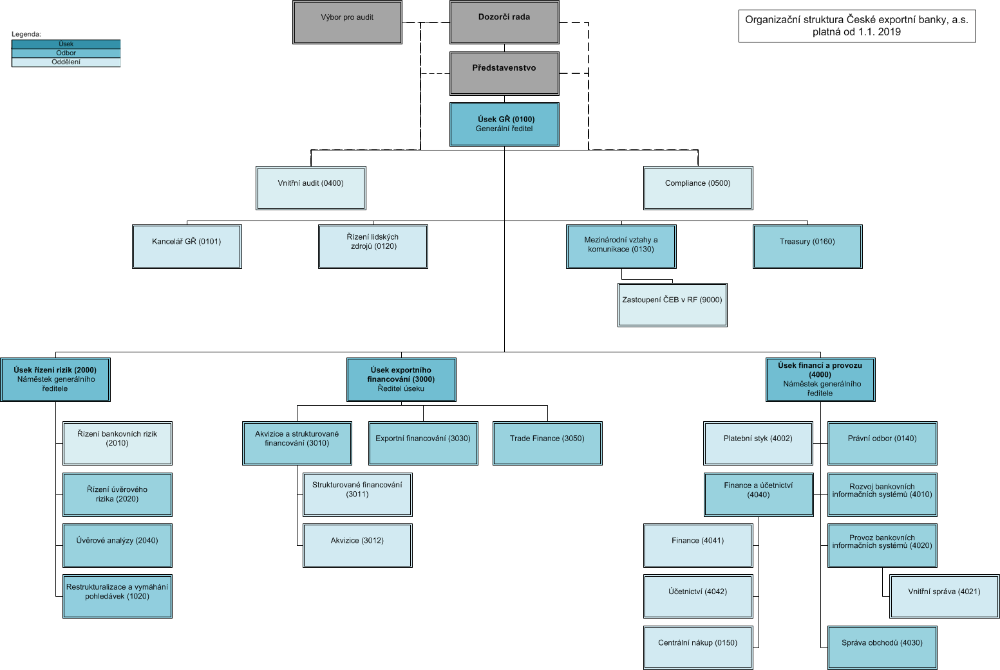 Výbor pro audit
Dozorčí rada
Organizační struktura České exportní banky, a.s.
platná od 1.1. 2019
Legenda:
Úsek
Odbor
Oddělení
Představenstvo
Úsek GŘ (0100)
Generální ředitel
Vnitřní audit (0400)
Compliance (0500)
Kancelář GŘ (0101)
Řízení lidských
zdrojů (0120)
Mezinárodní vztahy a
komunikace (0130)
Treasury (0160)
Zastoupení ČEB v RF (9000)
Úsek řízení rizik (2000)
Náměstek generálního
ředitele
Úsek exportního
financování (3000)
Ředitel úseku
Úsek financí a provozu
(4000)
Náměstek generálního
ředitele
Řízení bankovních rizik
(2010)
Řízení úvěrového
rizika (2020)
Úvěrové analýzy (2040)
Restrukturalizace a vymáhání
pohledávek (1020)
Akvizice a strukturované
financování (3010)
Exportní financování (3030)
Trade Finance (3050)
Strukturované financování
(3011)
Akvizice (3012)
Platební styk (4002)
Právní odbor (0140)
Finance a účetnictví
(4040)
Rozvoj bankovních
informačních systémů (4010)
Finance (4041)
Provoz bankovních
informačních systémů (4020)
Účetnictví (4042)
Vnitřní správa (4021)
Centrální nákup (0150)
Správa obchodů (4030)